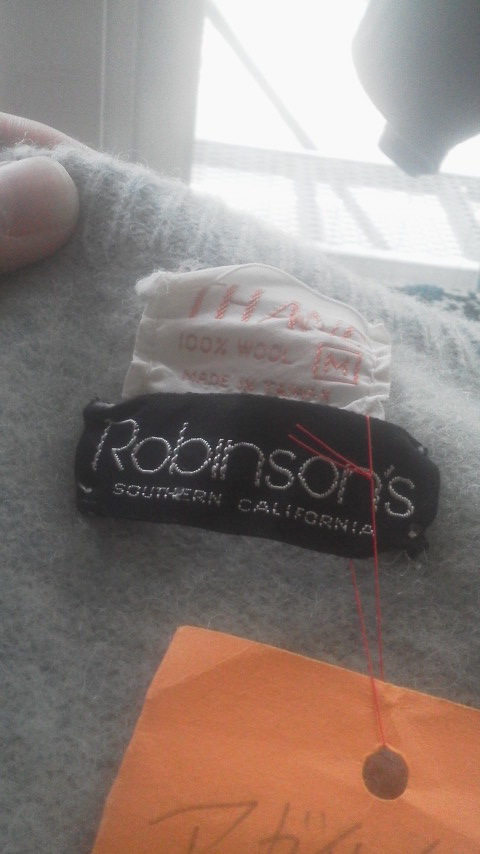 100% WOOL M
MADE IN TAIWAN
Robinson's
SOUTHERN CALIFORNIA